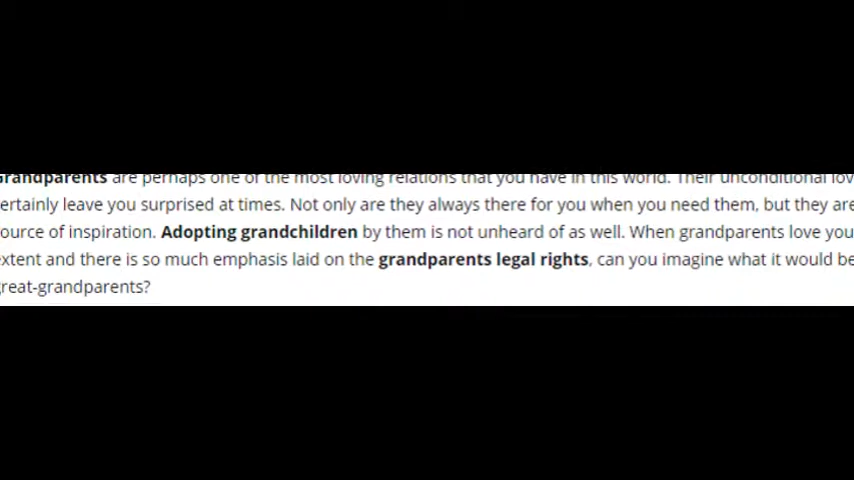 Grandparents are perhaps one of the most loving relations that you have in this world. Their unconditional lov
ertainly leave you surprised at times. Not only are they always there for you when you need them, but they are
ource of inspiration. Adopting grandchildren by them is not unheard of as well. When grandparents love you
extent and there is so much emphasis laid on the grandparents legal rights, can you imagine what it would be
reat-grandparents?